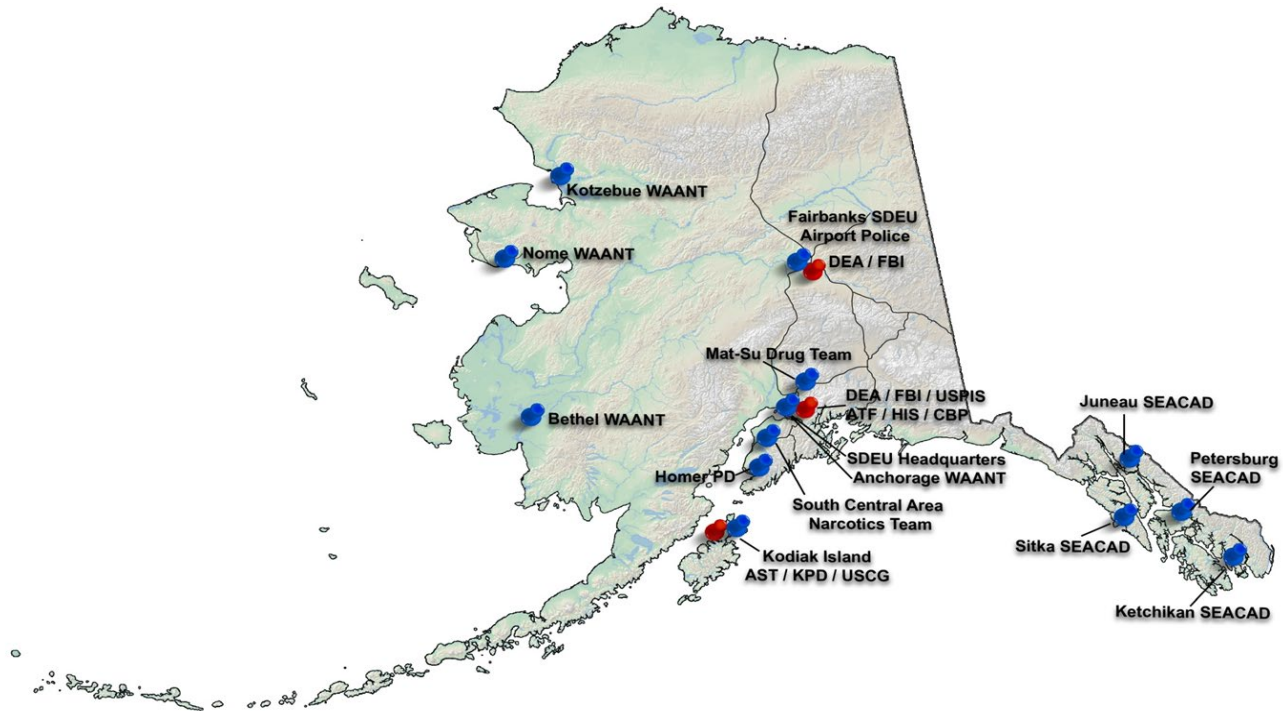 Kotzebue WAANT
Fairbanks SDEU
Airport Police
Nome WAANT
DEA / FBI
Mat-Su Drug Team
DEA / FBI / USPIS
ATF / HIS / CBP
Juneau SEACAD
Bethel WAANT
SDEU Headquarters
Anchorage WAANT
Petersburg
SEACAD
Homer PD
South Central Area
Narcotics Team
Sitka SEACAD
Kodiak Island
AST / KPD / USCG
Ketchikan SEACAD